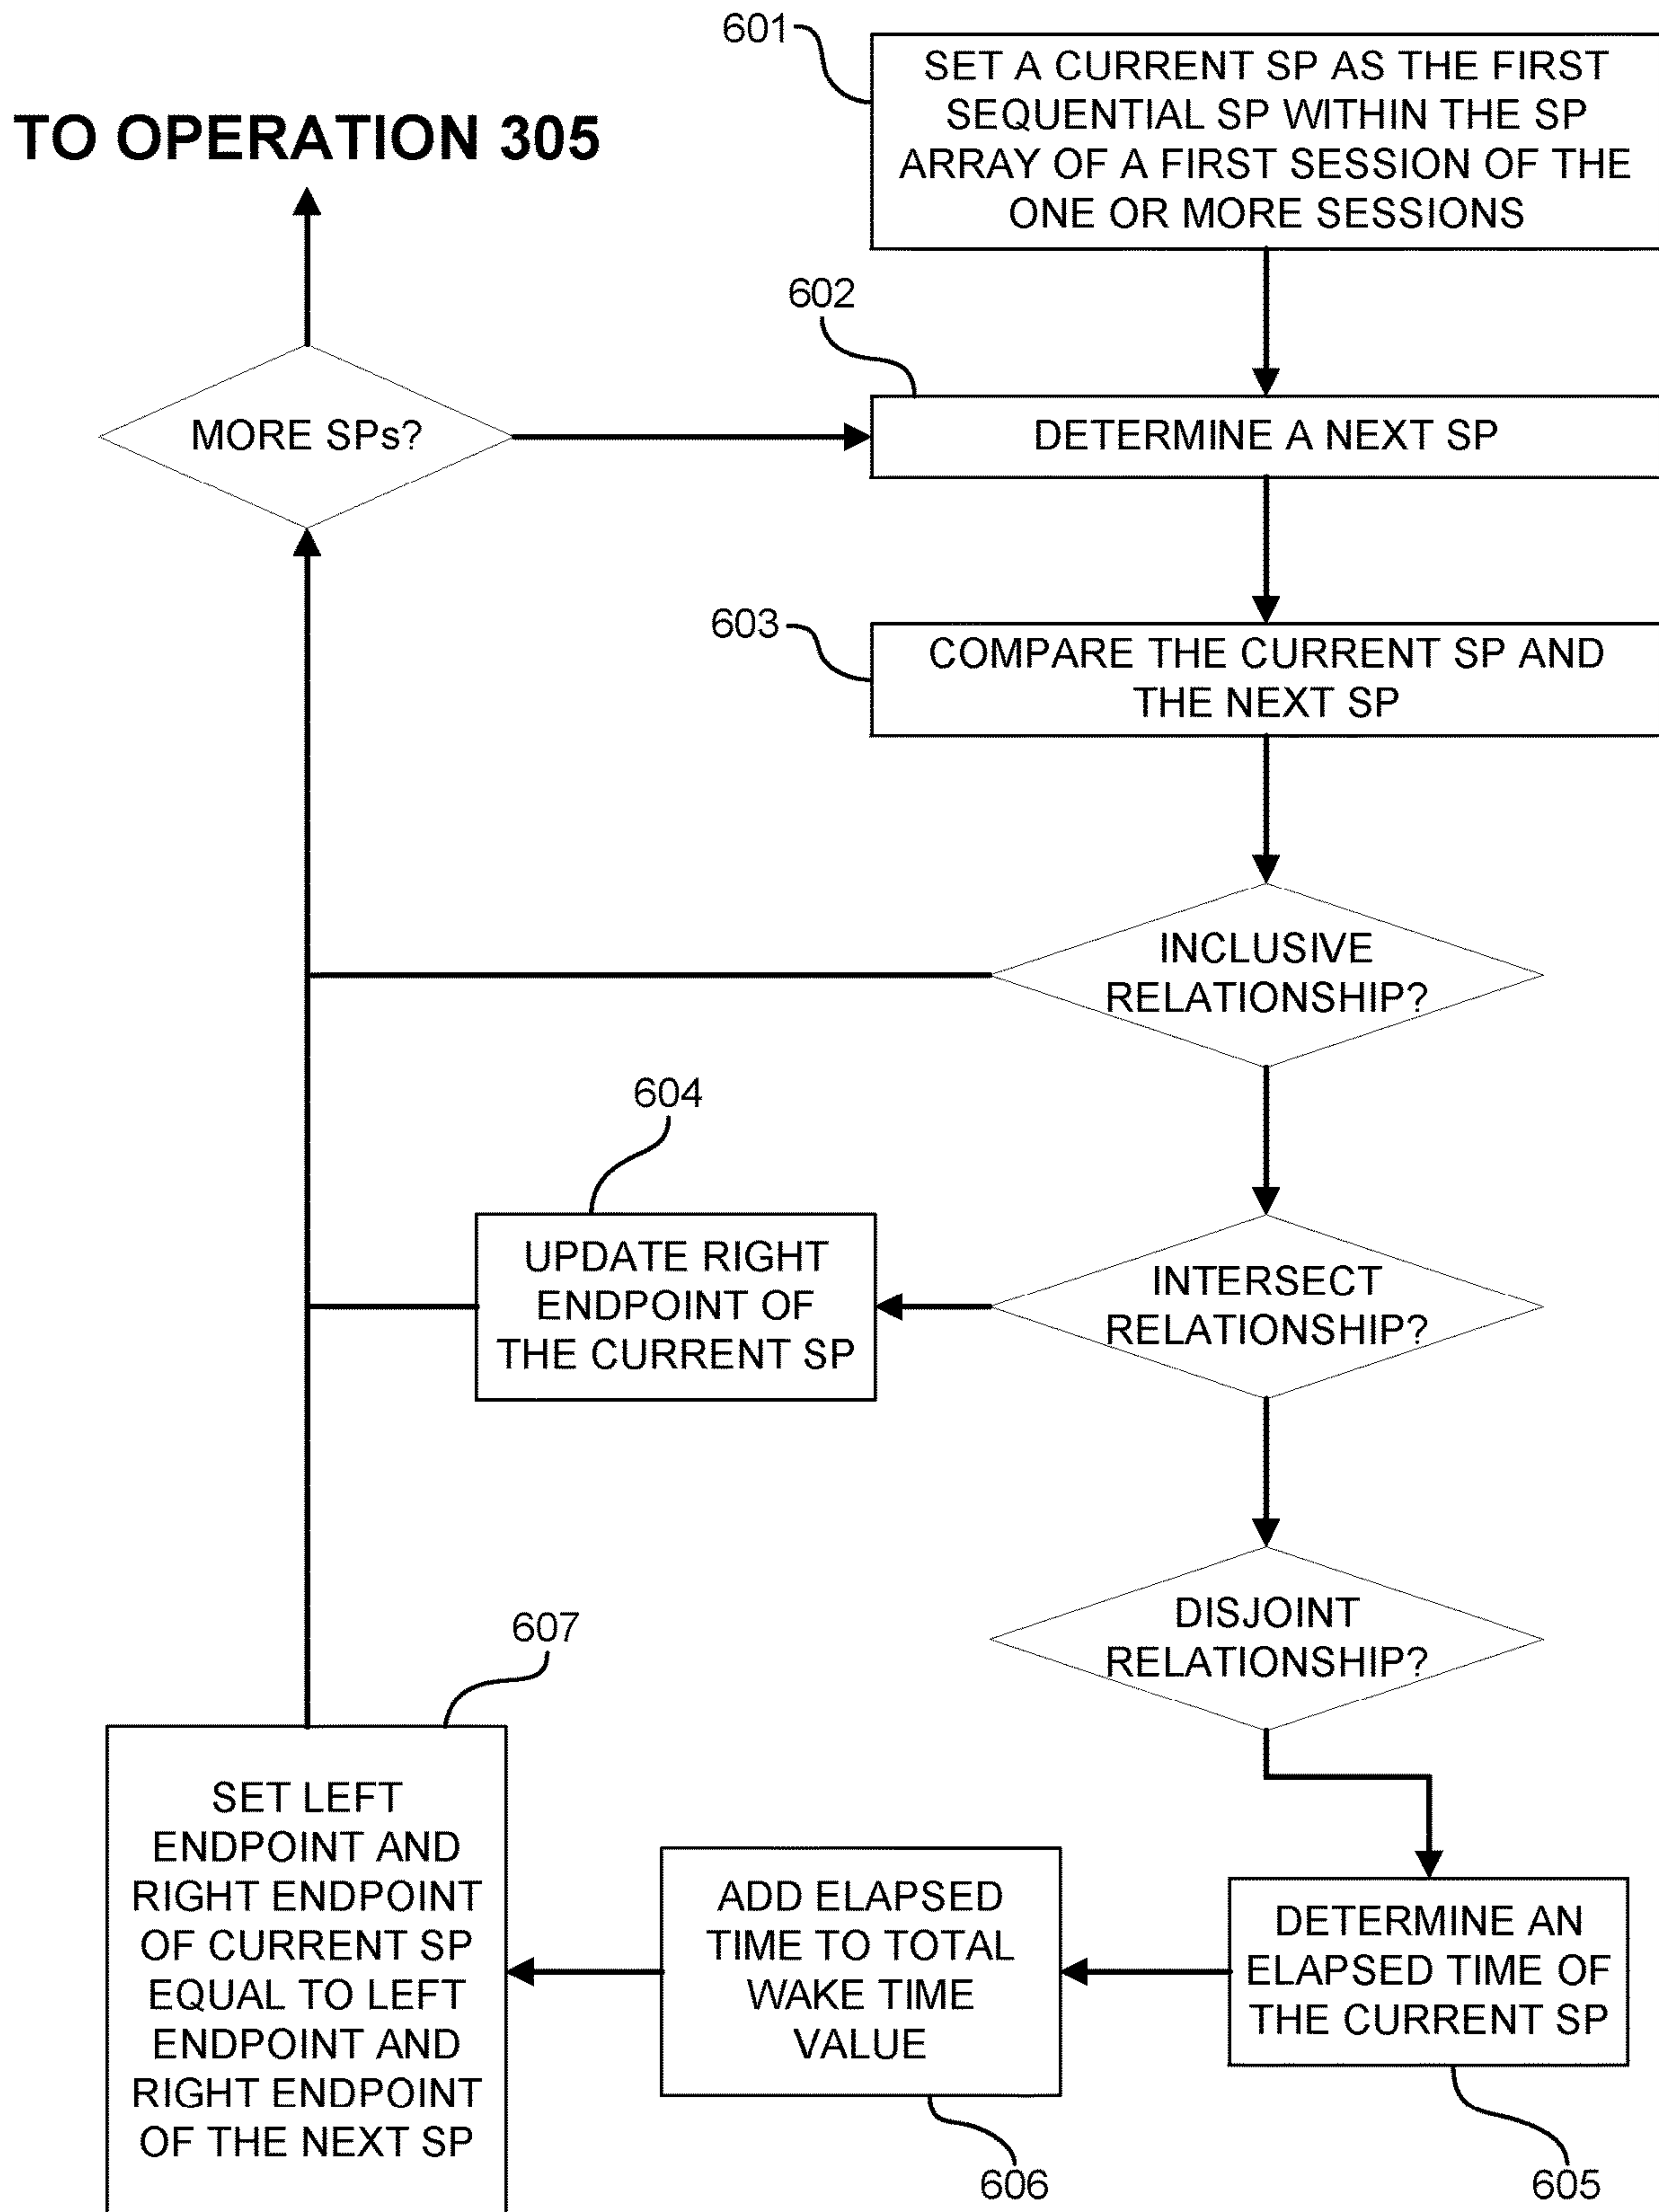 601
SET A CURRENT SP AS THE FIRST
SEQUENTIAL SP WITHIN THE SP
ARRAY OF A FIRST SESSION OF THE
ONE OR MORE SESSIONS
TO OPERATION 305
602
MORE SPs?
DETERMINE A NEXT SP
603
COMPARE THE CURRENT SP AND
THE NEXT SP
INCLUSIVE
RELATIONSHIP?
604
UPDATE RIGHT
ENDPOINT OF
THE CURRENT SP
INTERSECT
RELATIONSHIP?
DISJOINT
RELATIONSHIP?
607
SET LEFT
ENDPOINT AND
RIGHT ENDPOINT
OF CURRENT SP
EQUAL TO LEFT
ENDPOINT AND
RIGHT ENDPOINT
OF THE NEXT SP
ADD ELAPSED
TIME TO TOTAL
WAKE TIME
VALUE
DETERMINE AN
ELAPSED TIME OF
THE CURRENT SP
606
605